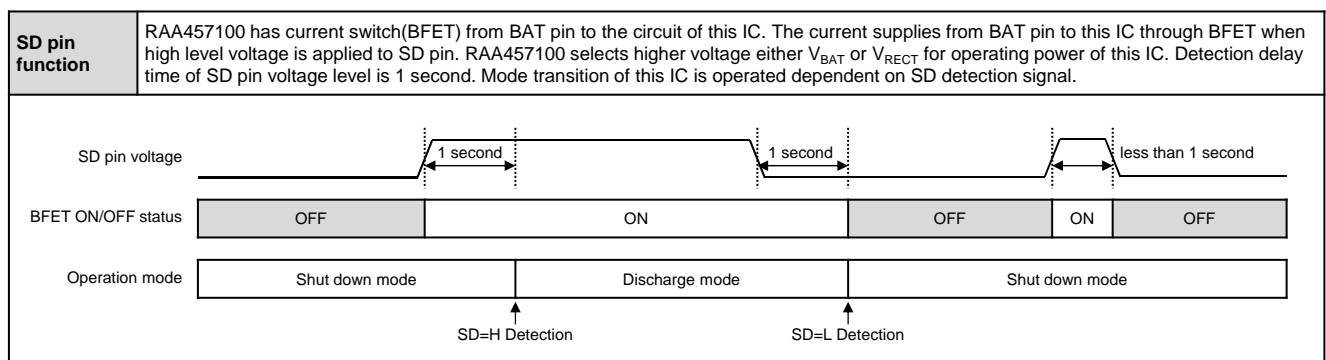 SD pin
function
RAA457100 has current switch(BFET) from BAT pin to the circuit of this IC. The current supplies from BAT pin to this IC through BFET when
high level voltage is applied to SD pin. RAA457100 selects higher voltage either VBAT or VRECT for operating power of this IC. Detection delay
time of SD pin voltage level is 1 second. Mode transition of this IC is operated dependent on SD detection signal.
SD pin voltage
1 second
1 second
less than 1 second
BFET ON/OFF status
OFF
ON
OFF
ON
OFF
Operation mode
Shut down mode
Discharge mode
Shut down mode
SD=H Detection
SD=L Detection